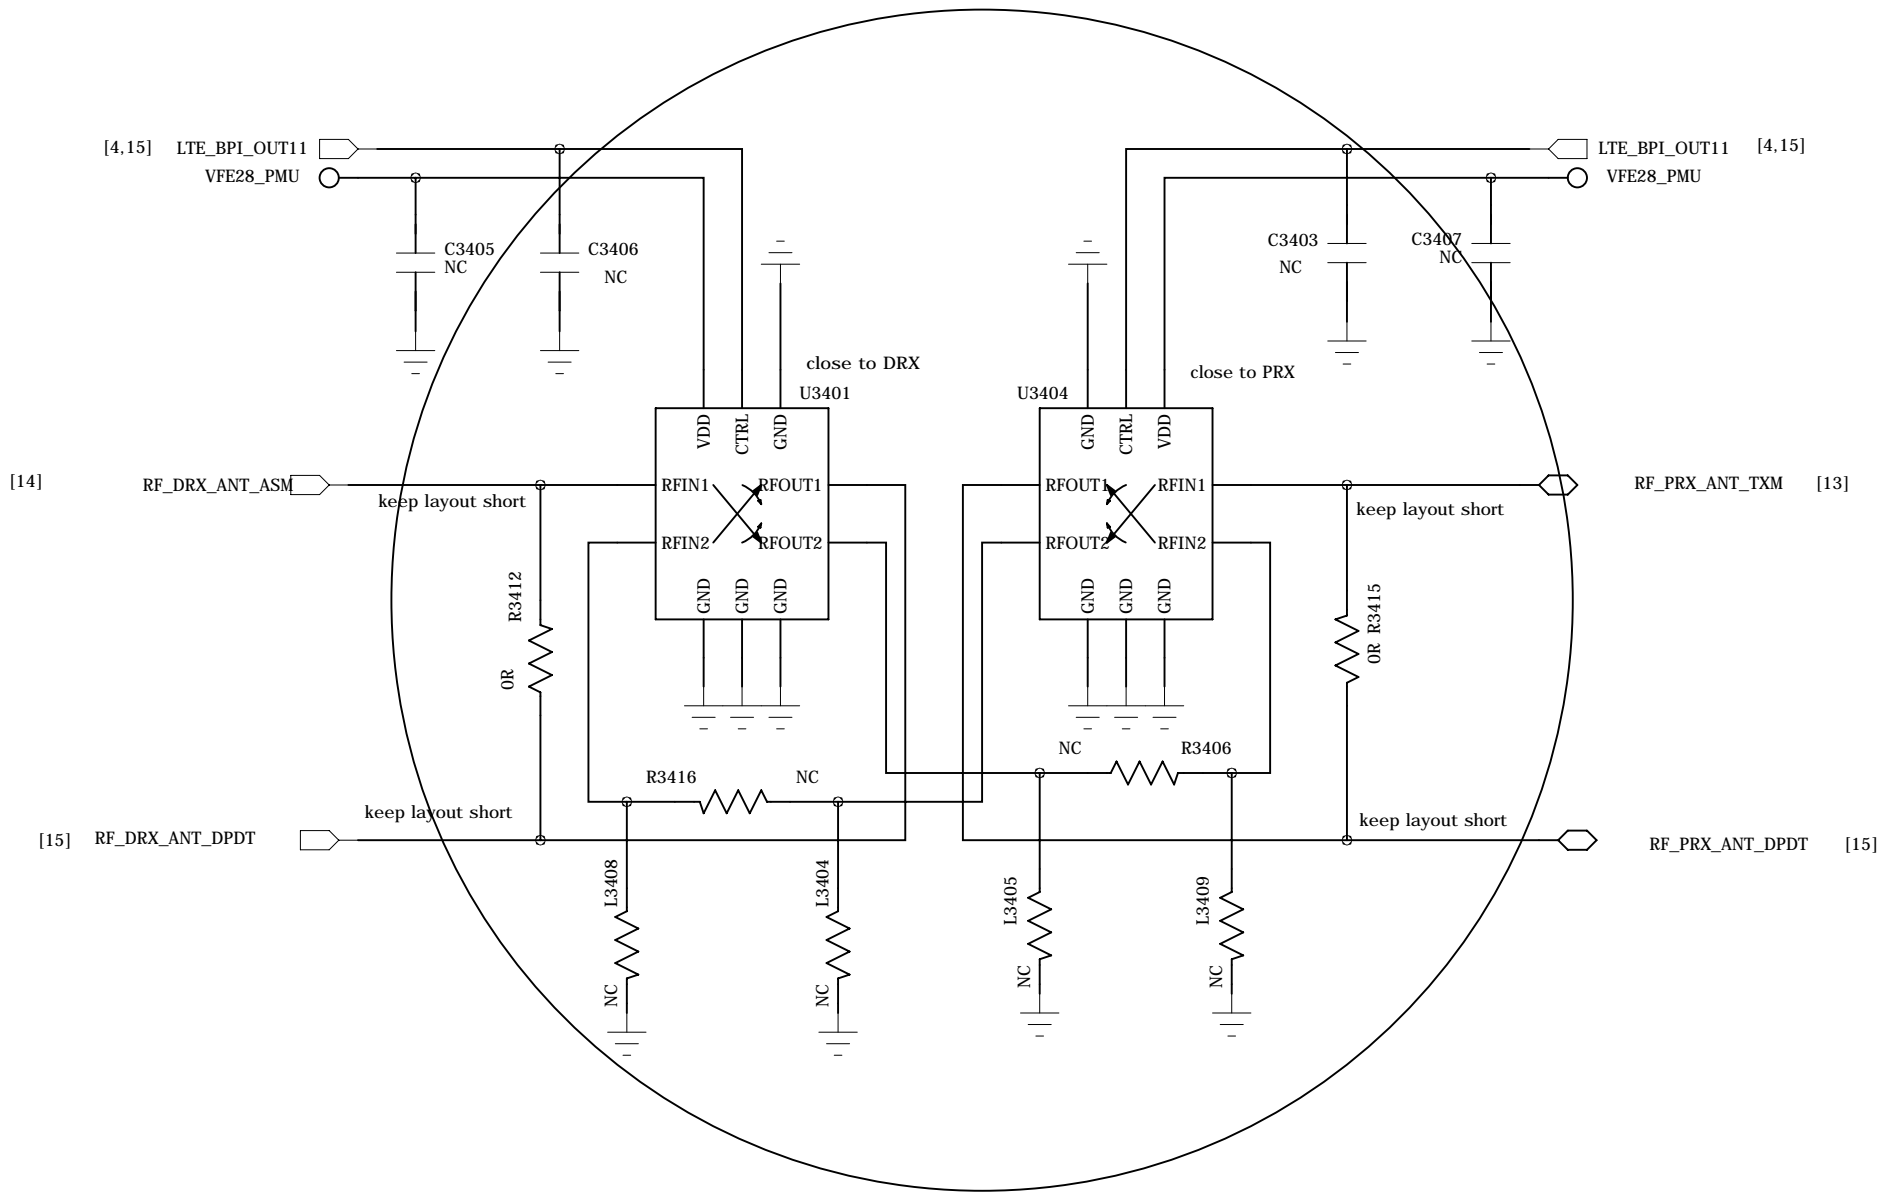 [4,15] LTE_BPI_OUT11
LTE_BPI_OUT11 [4,15]
VFE28_PMU
VFE28_PMU
C3405
NC
C3406
NC
C3403
NC
C3407
NC
close to DRX
close to PRX
U3401
U3404
VDD
CTRL
GND
GND
CTRL
VDD
[14] RF_DRX_ANT_ASM
keep layout short
RFIN1
RFOUT1
RFIN2
RFOUT2
RFOUT1
RFIN1
RFOUT2
RFIN2
RF_PRX_ANT_TXM [13]
keep layout short
GND
GND
GND
GND
GND
GND
R3412
0R
0R R3415
R3416
NC
NC
R3406
keep layout short
[15] RF_DRX_ANT_DPDT
keep layout short
RF_PRX_ANT_DPDT [15]
L3408
NC
L3404
NC
L3405
NC
L3409
NC